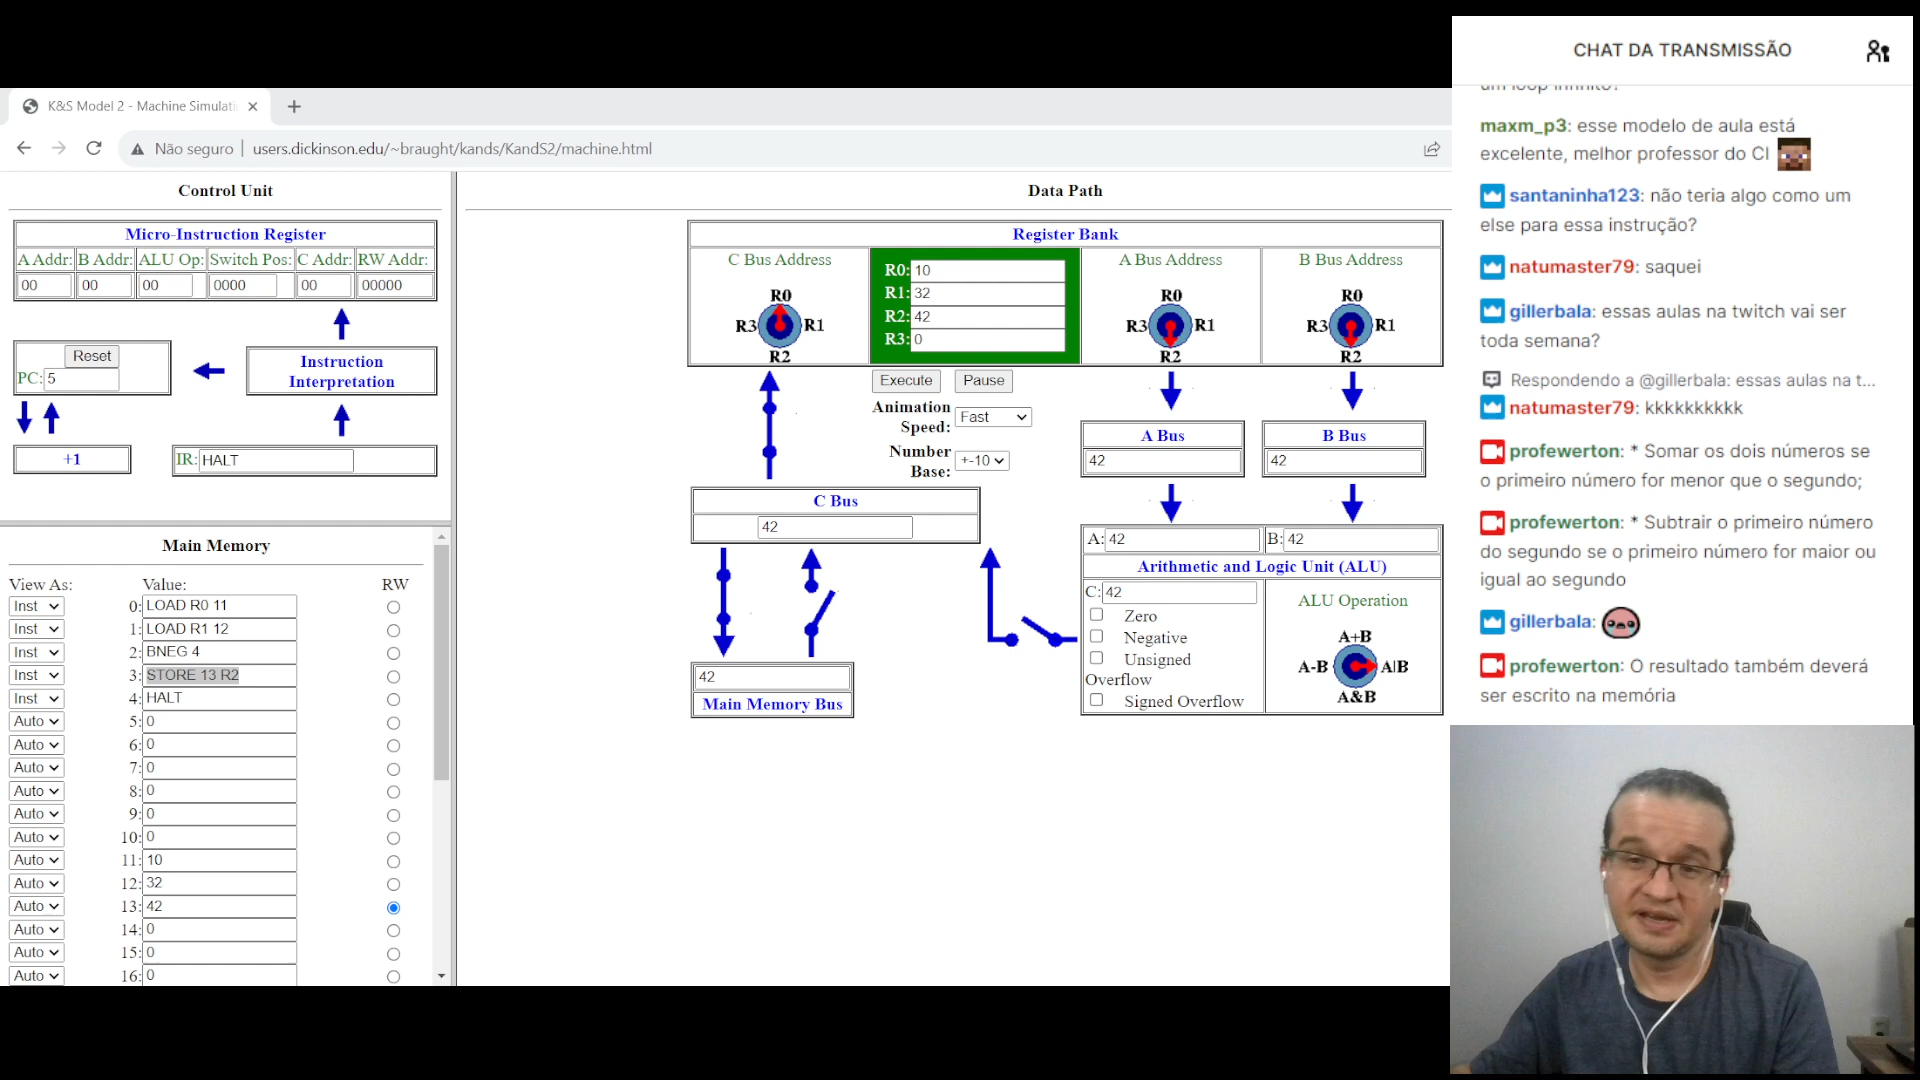 K&S Model 2 - Machine Simulati
Não seguro
users.dickinson.edu/~braught/kands/KandS2/machine.html
Control Unit
Micro-Instruction Register
A Addr: B Addr: ALU Op: Switch Pos: C Addr: RW Addr:
00 00 00 0000 00 00000
Reset
PC: 5
Instruction
Interpretation
+1
IR: HALT
Main Memory
View As: Value: RW
Inst 0: LOAD R0 11
Inst 1: LOAD R1 12
Inst 2: BNEG 4
Inst 3: STORE 13 R2
Inst 4: HALT
Auto 5: 0
Auto 6: 0
Auto 7: 0
Auto 8: 0
Auto 9: 0
Auto 10: 0
Auto 11: 10
Auto 12: 32
Auto 13: 42
Auto 14: 0
Auto 15: 0
Auto 16: 0
Data Path
Register Bank
C Bus Address
R0
R3 R1
R2
R0: 10
R1: 32
R2: 42
R3: 0
A Bus Address
R0
R3 R1
R2
B Bus Address
R0
R3 R1
R2
Execute Pause
Animation
Speed: Fast
Number
Base: +-10
A Bus
42
B Bus
42
C Bus
42
42
Main Memory Bus
A: 42 B: 42
Arithmetic and Logic Unit (ALU)
C: 42
Zero
Negative
Unsigned
Overflow
Signed Overflow
ALU Operation
A+B
A-B A|B
A&B
CHAT DA TRANSMISSÃO
um loop infinito?
maxm_p3: esse modelo de aula está
excelente, melhor professor do CI
santaninha123: não teria algo como um
else para essa instrução?
natumaster79: saquei
gillerbala: essas aulas na twitch vai ser
toda semana?
Respondendo a @gillerbala: essas aulas na t...
natumaster79: kkkkkkkkkk
profewerton: * Somar os dois números se
o primeiro número for menor que o segundo;
profewerton: * Subtrair o primeiro número
do segundo se o primeiro número for maior ou
igual ao segundo
gillerbala:
profewerton: O resultado também deverá
ser escrito na memória